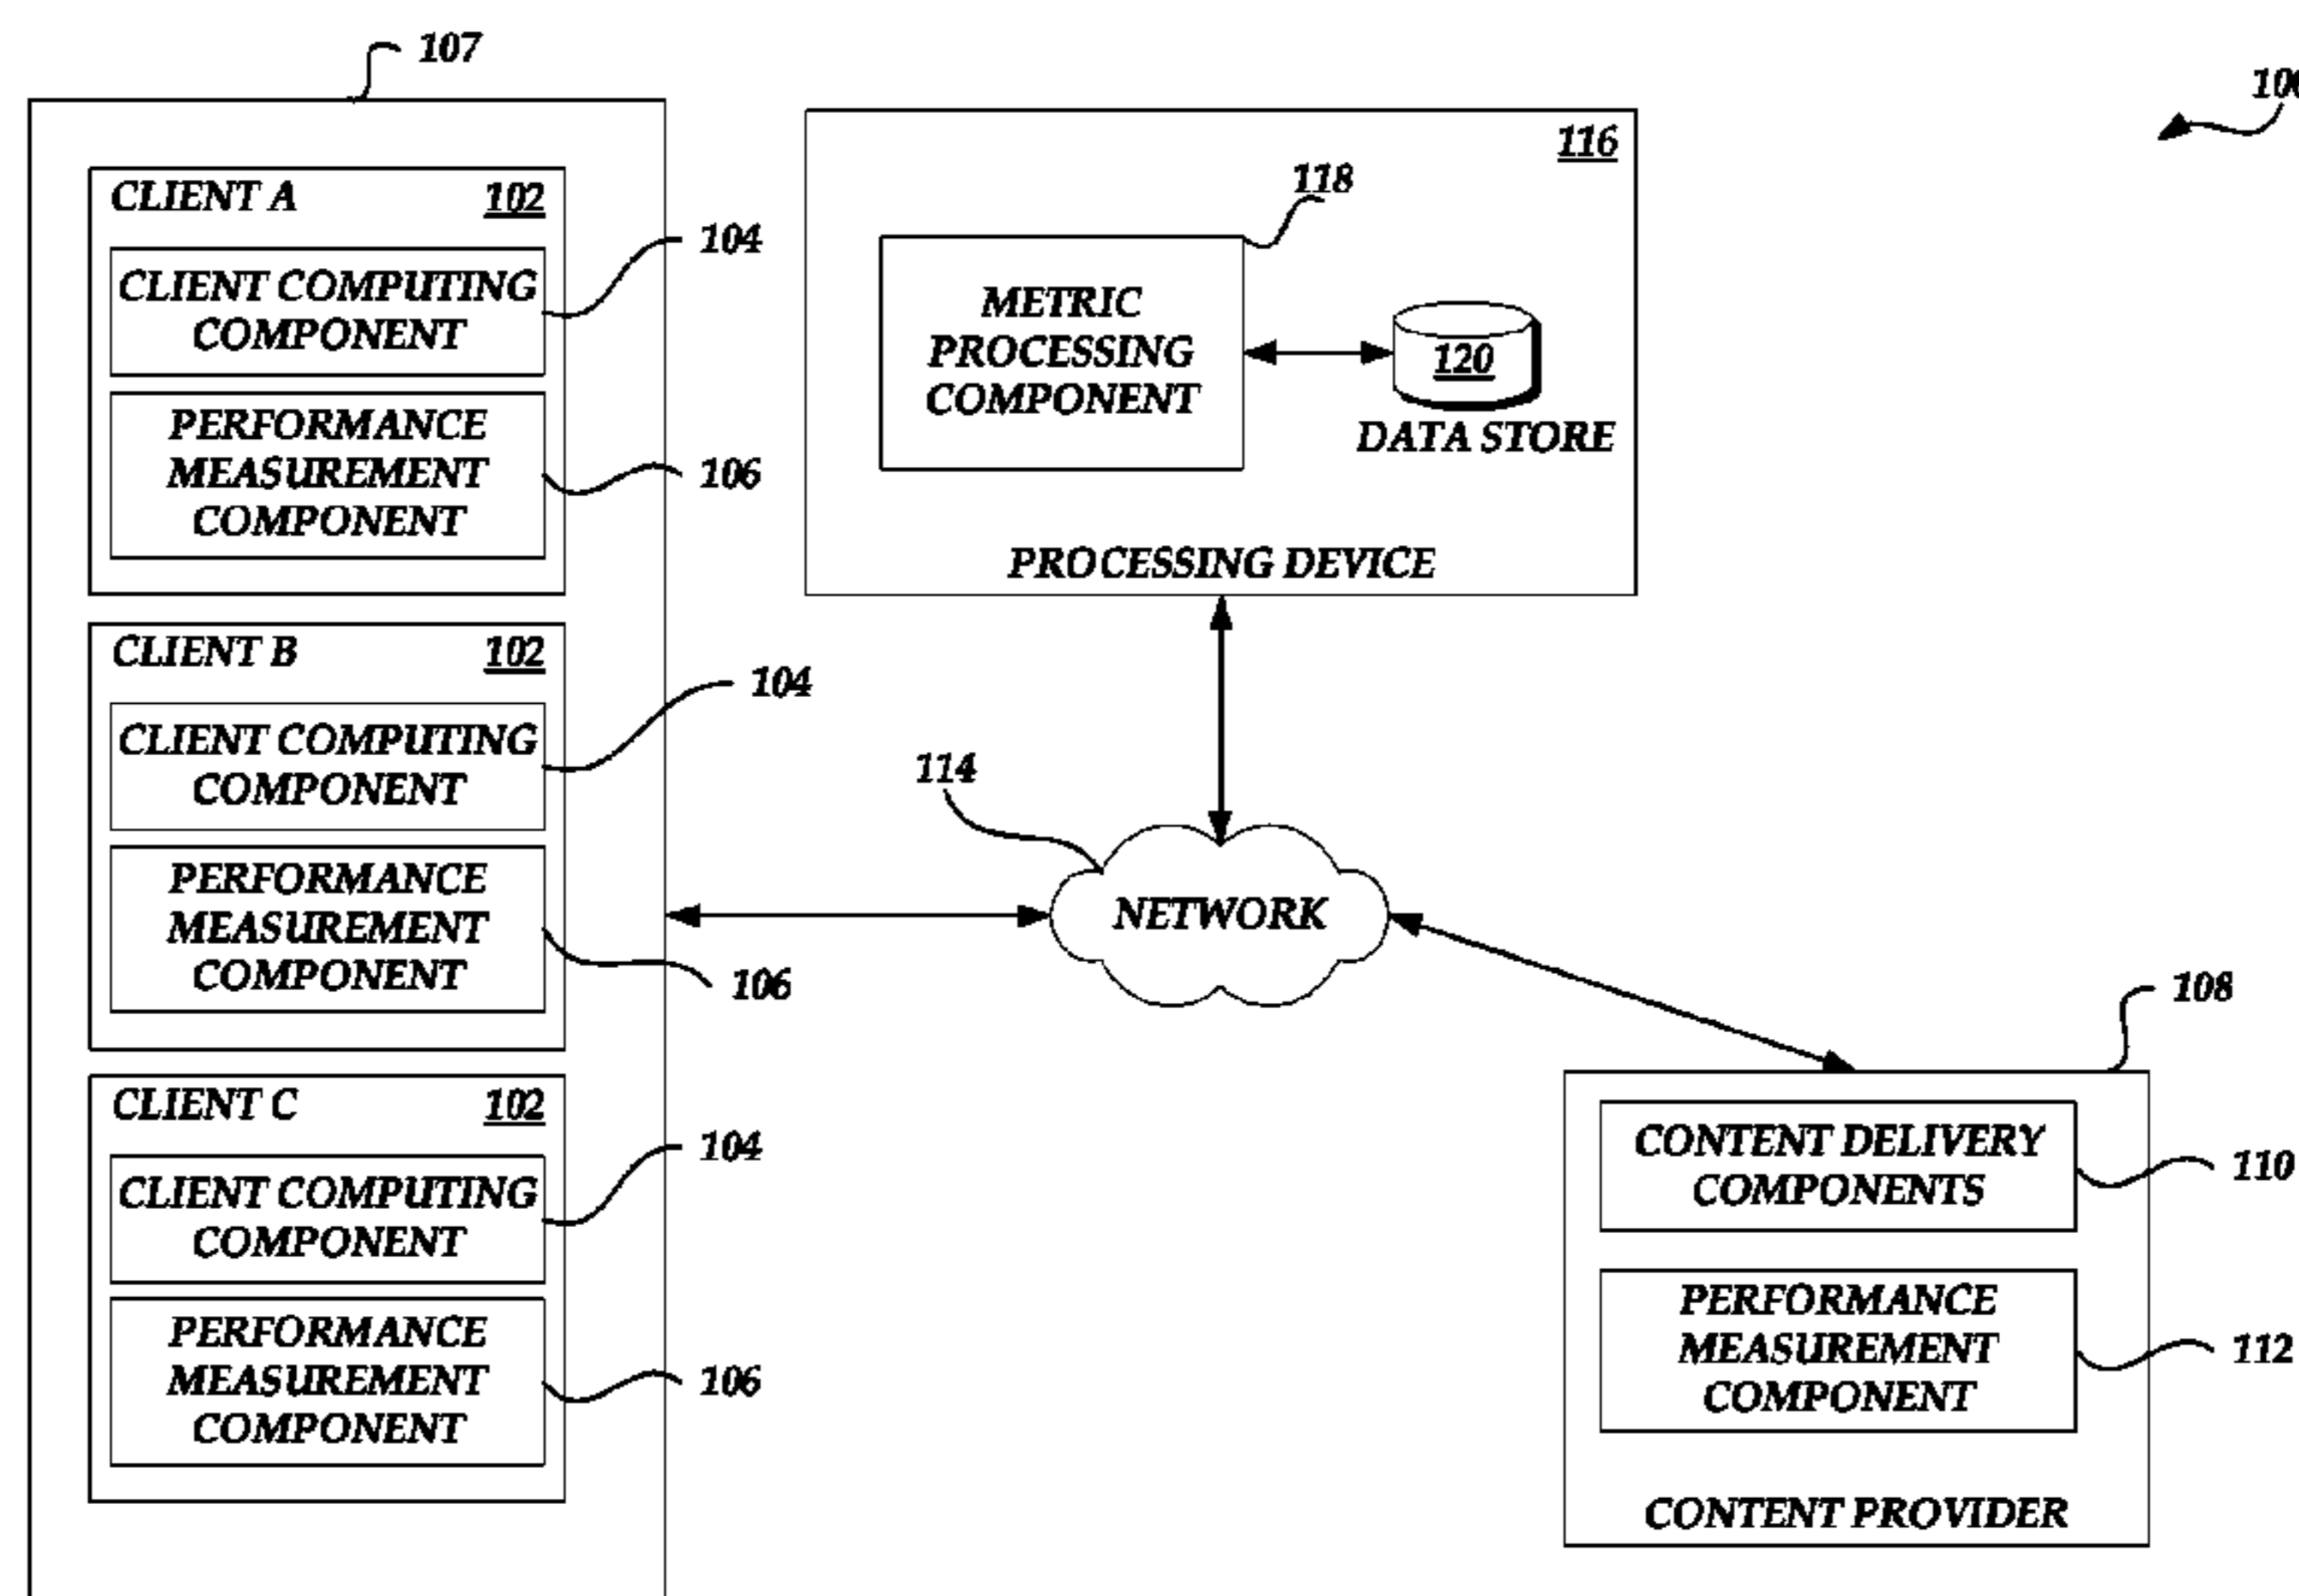 107
CLIENT A 102
CLIENT COMPUTING
COMPONENT
104
PERFORMANCE
MEASUREMENT
COMPONENT
106
CLIENT B 102
CLIENT COMPUTING
COMPONENT
104
PERFORMANCE
MEASUREMENT
COMPONENT
106
CLIENT C 102
CLIENT COMPUTING
COMPONENT
104
PERFORMANCE
MEASUREMENT
COMPONENT
106
116
118
METRIC
PROCESSING
COMPONENT
120
DATA STORE
PROCESSING DEVICE
114
NETWORK
108
CONTENT DELIVERY
COMPONENTS
110
PERFORMANCE
MEASUREMENT
COMPONENT
112
CONTENT PROVIDER